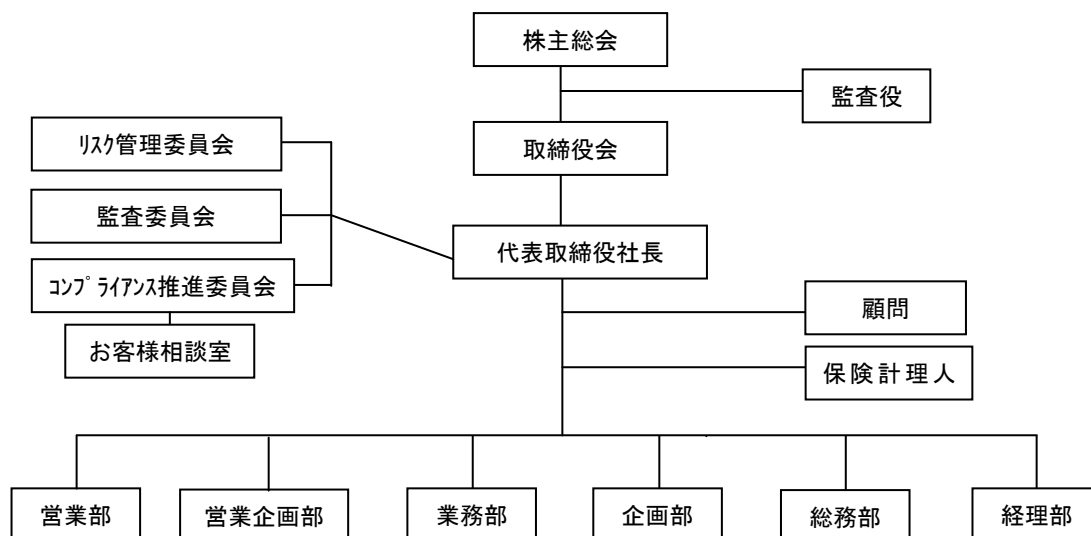 株主総会
監査役
リスク管理委員会
取締役会
監査委員会
代表取締役社長
コンプライアンス推進委員会
顧問
お客様相談室
保険計理人
営業部
営業企画部
業務部
企画部
総務部
経理部